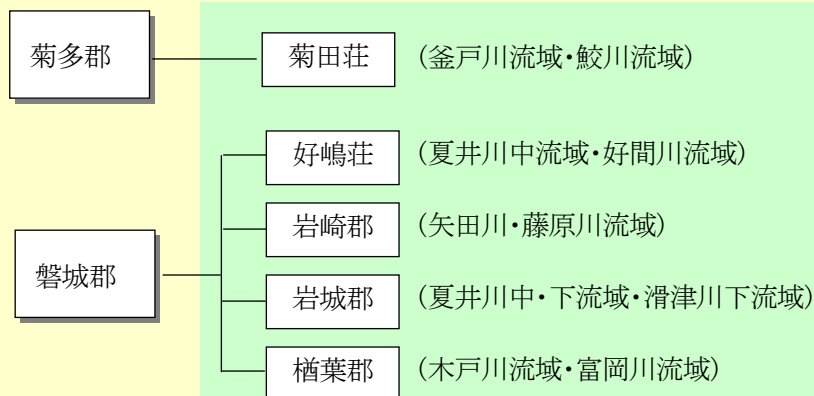 菊多郡
菊田荘 (釜戸川流域・鮫川流域)
好嶋荘 (夏井川中流域・好間川流域)
岩崎郡 (矢田川・藤原川流域)
磐城郡
岩城郡 (夏井川中・下流域・滑津川下流域)
楢葉郡 (木戸川流域・富岡川流域)